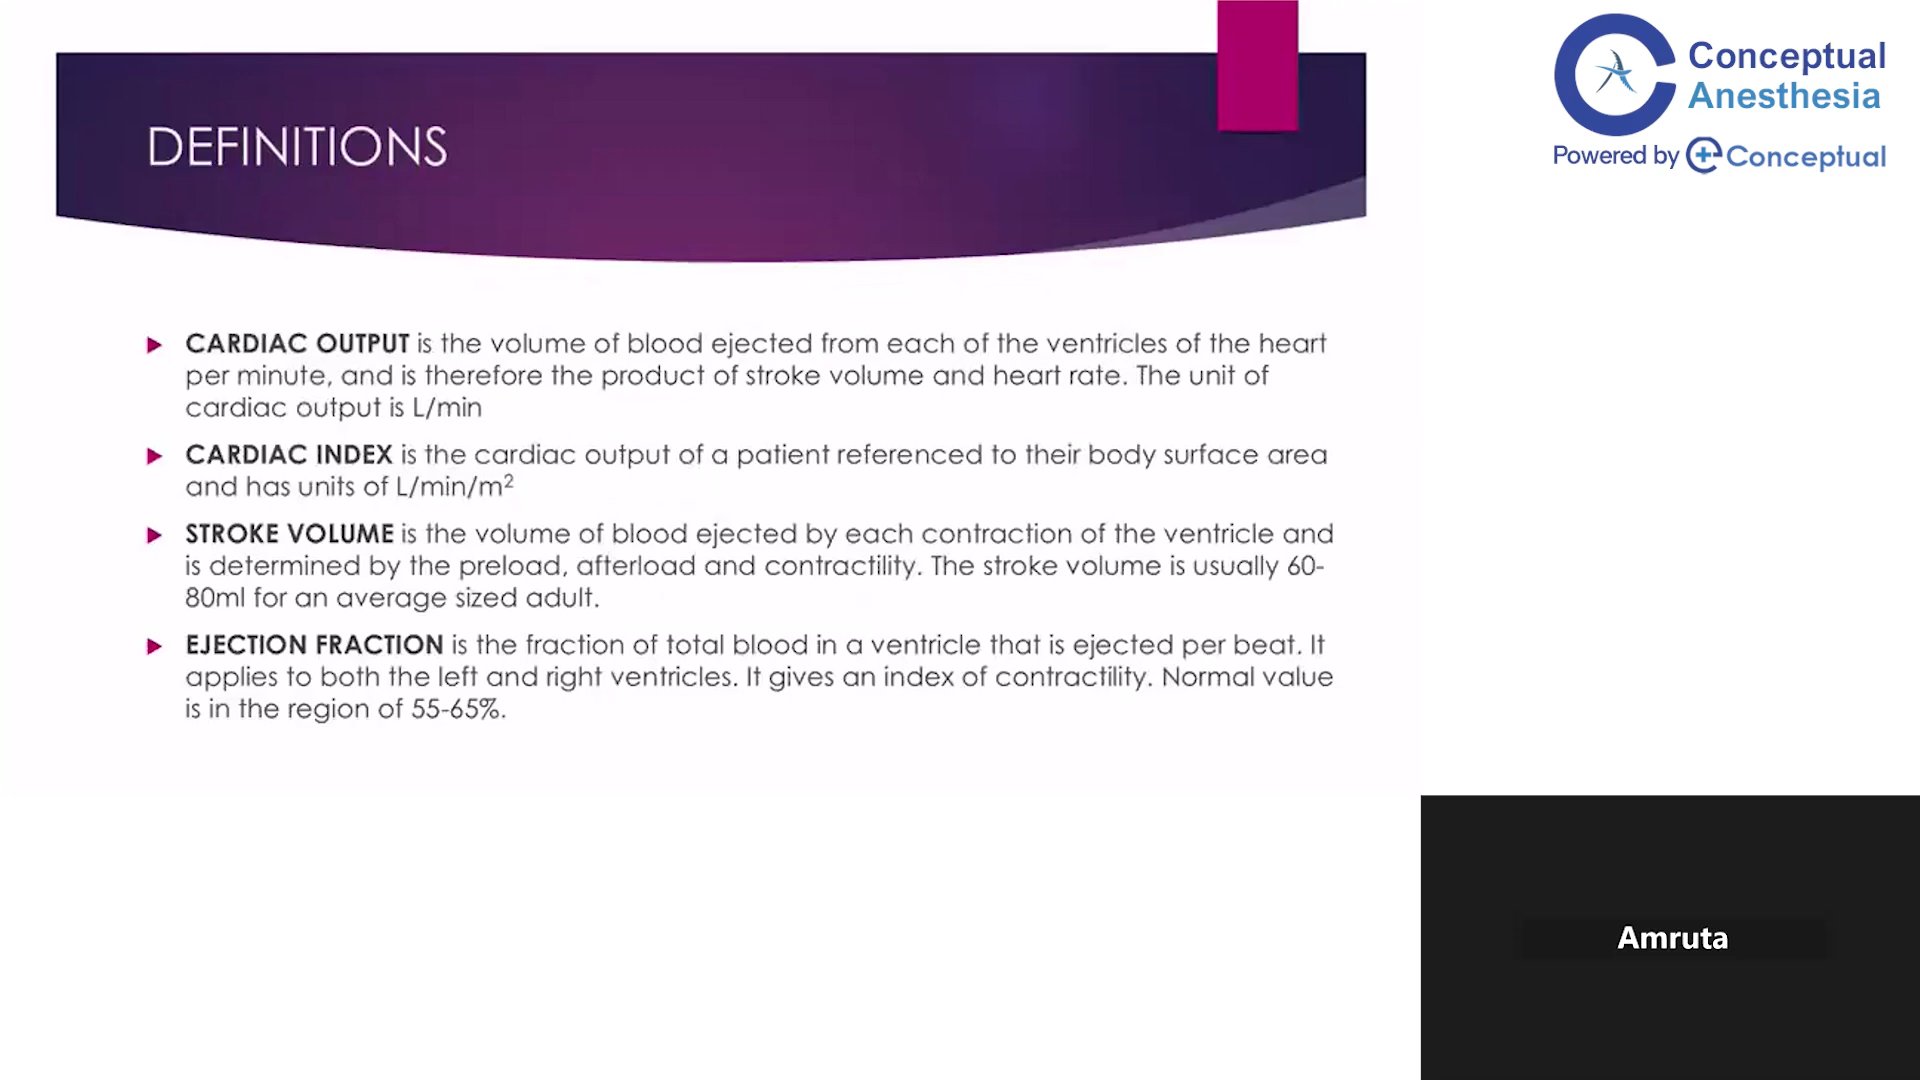 DEFINITIONS
CARDIAC OUTPUT is the volume of blood ejected from each of the ventricles of the heart
per minute, and is therefore the product of stroke volume and heart rate. The unit of
cardiac output is L/min
CARDIAC INDEX is the cardiac output of a patient referenced to their body surface area
and has units of L/min/m²
STROKE VOLUME is the volume of blood ejected by each contraction of the ventricle and
is determined by the preload, afterload and contractility. The stroke volume is usually 60-
80ml for an average sized adult.
EJECTION FRACTION is the fraction of total blood in a ventricle that is ejected per beat. It
applies to both the left and right ventricles. It gives an index of contractility. Normal value
is in the region of 55-65%.
Conceptual
Anesthesia
Powered by Conceptual
Amruta